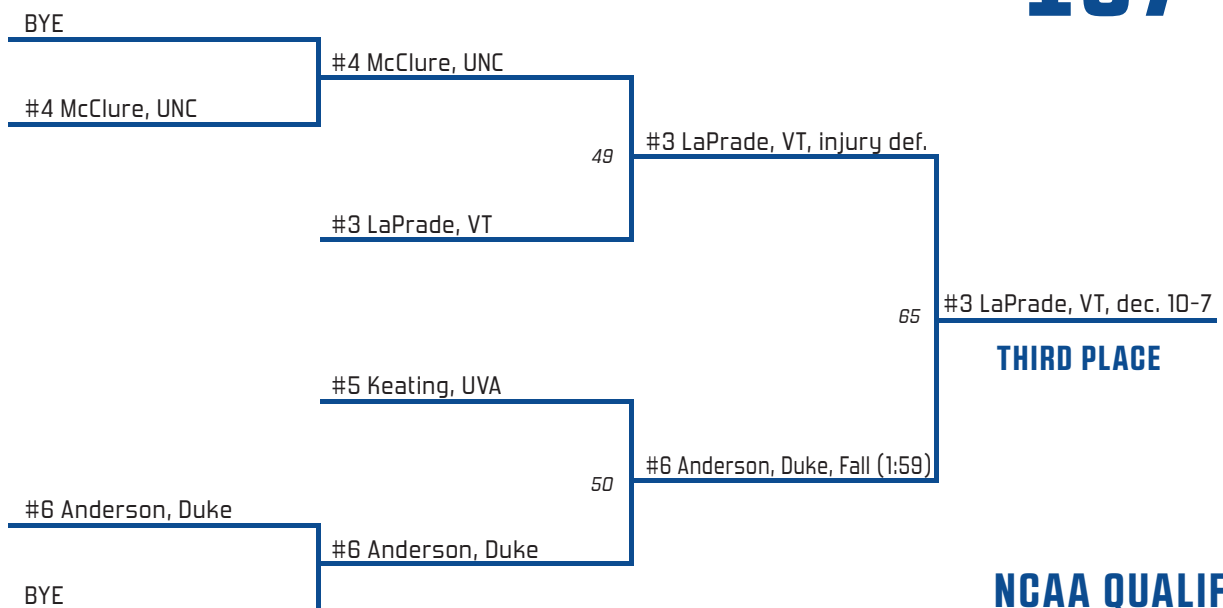 BYE
#4 McClure, UNC
#4 McClure, UNC
49
#3 LaPrade, VT, injury def.
#3 LaPrade, VT
65
#3 LaPrade, VT, dec. 10-7
THIRD PLACE
#5 Keating, UVA
50
#6 Anderson, Duke, Fall (1:59)
#6 Anderson, Duke
#6 Anderson, Duke
BYE
NCAA